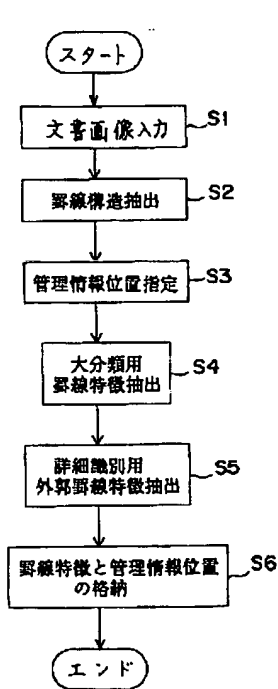 スタート
文書画像入力
S1
罫線構造抽出
S2
管理情報位置指定
S3
大分類用
罫線特徴抽出
S4
詳細識別用
外郭罫線特徴抽出
S5
罫線特徴と管理情報位置
の格納
S6
エンド